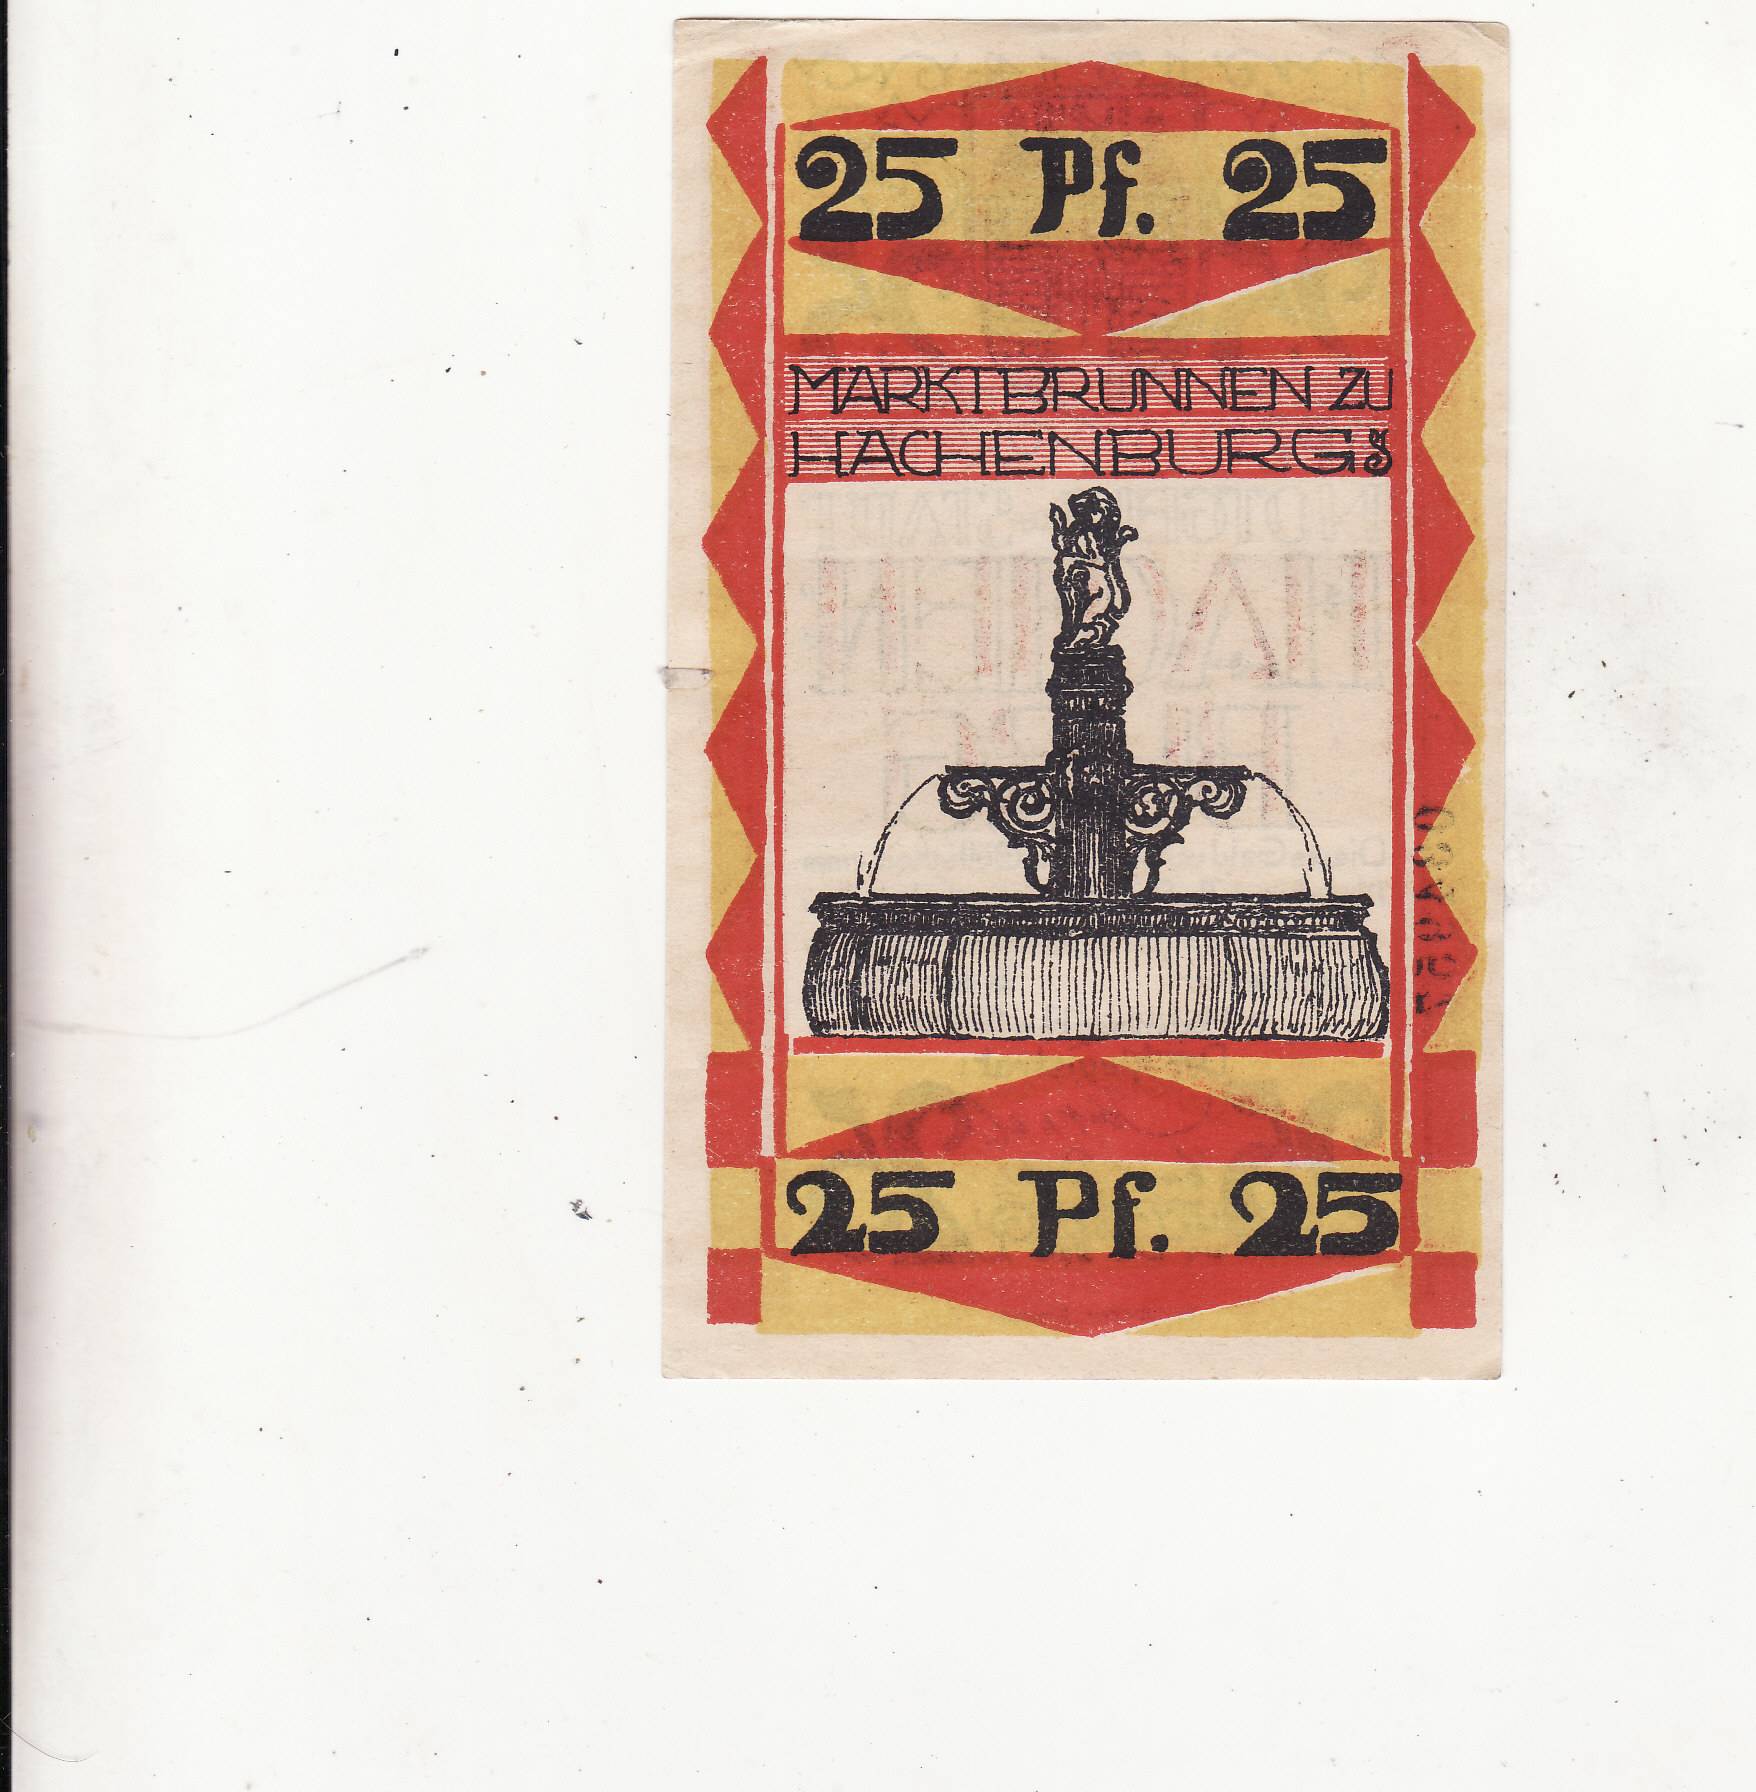 25 Pf. 25
MARKTBRUNNEN ZU
HACHENBURG
25 Pf. 25